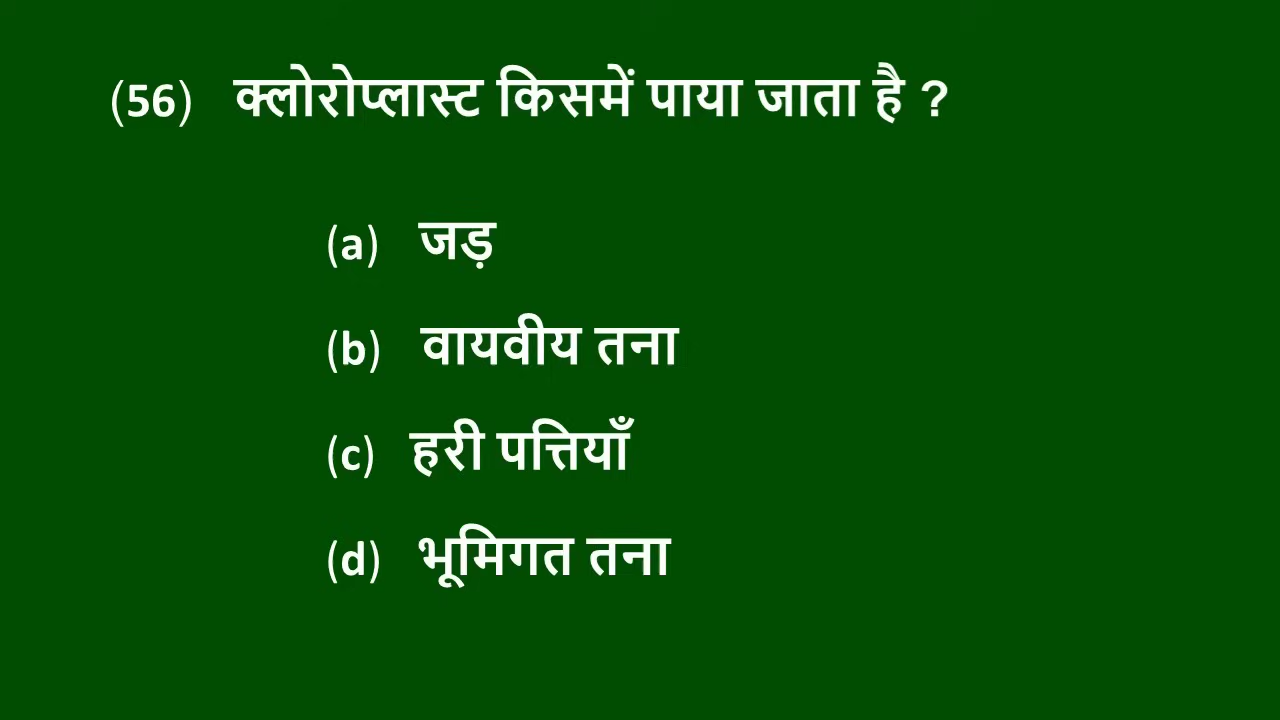 (56) क्लोरोप्लास्ट किसमें पाया जाता है ?
(a) जड़
(b) वायवीय तना
(c) हरी पत्तियाँ
(d) भूमिगत तना